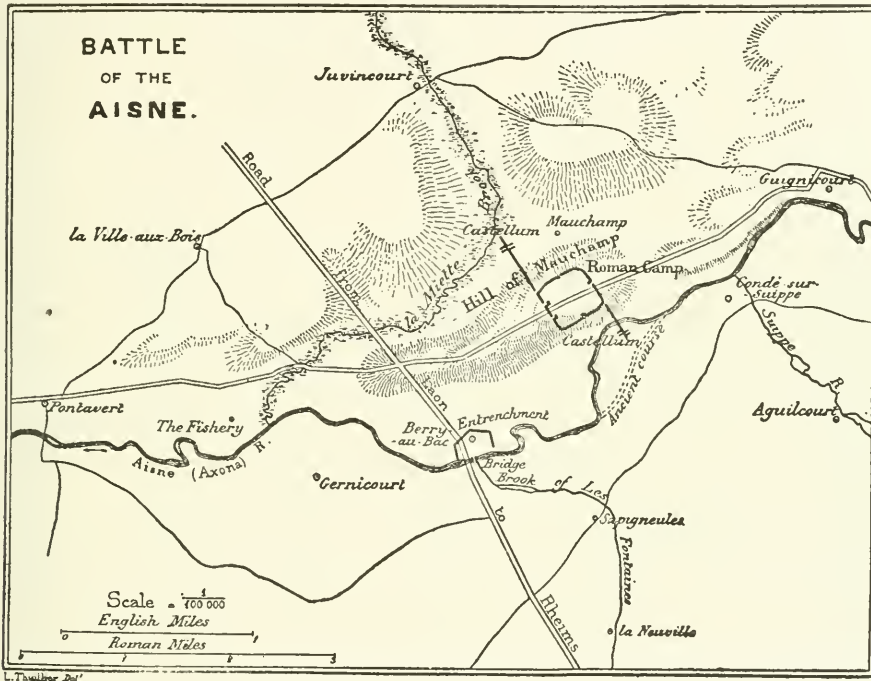 BATTLE
OF THE
AISNE.
Juvincourt
Road
from
Laon
to
Rheims
Guignicourt
Castellum
Mauchamp
la Ville-aux-Bois
la Miette
Brook
Hill of Mauchamp
Roman Camp
Condé-sur-
Suippe
Castellum
Ancient course
Suippe R.
Pontavert
The Fishery
Aisne (Axona) R.
Berry
-au-Bac
Entrenchment
Aguilcourt
Bridge
Gernicourt
Brook of Les
Fontaines
Sapigneules
la Neuville
Scale = 1/100 000
English Miles
0 1
Roman Miles
0 1 2 3